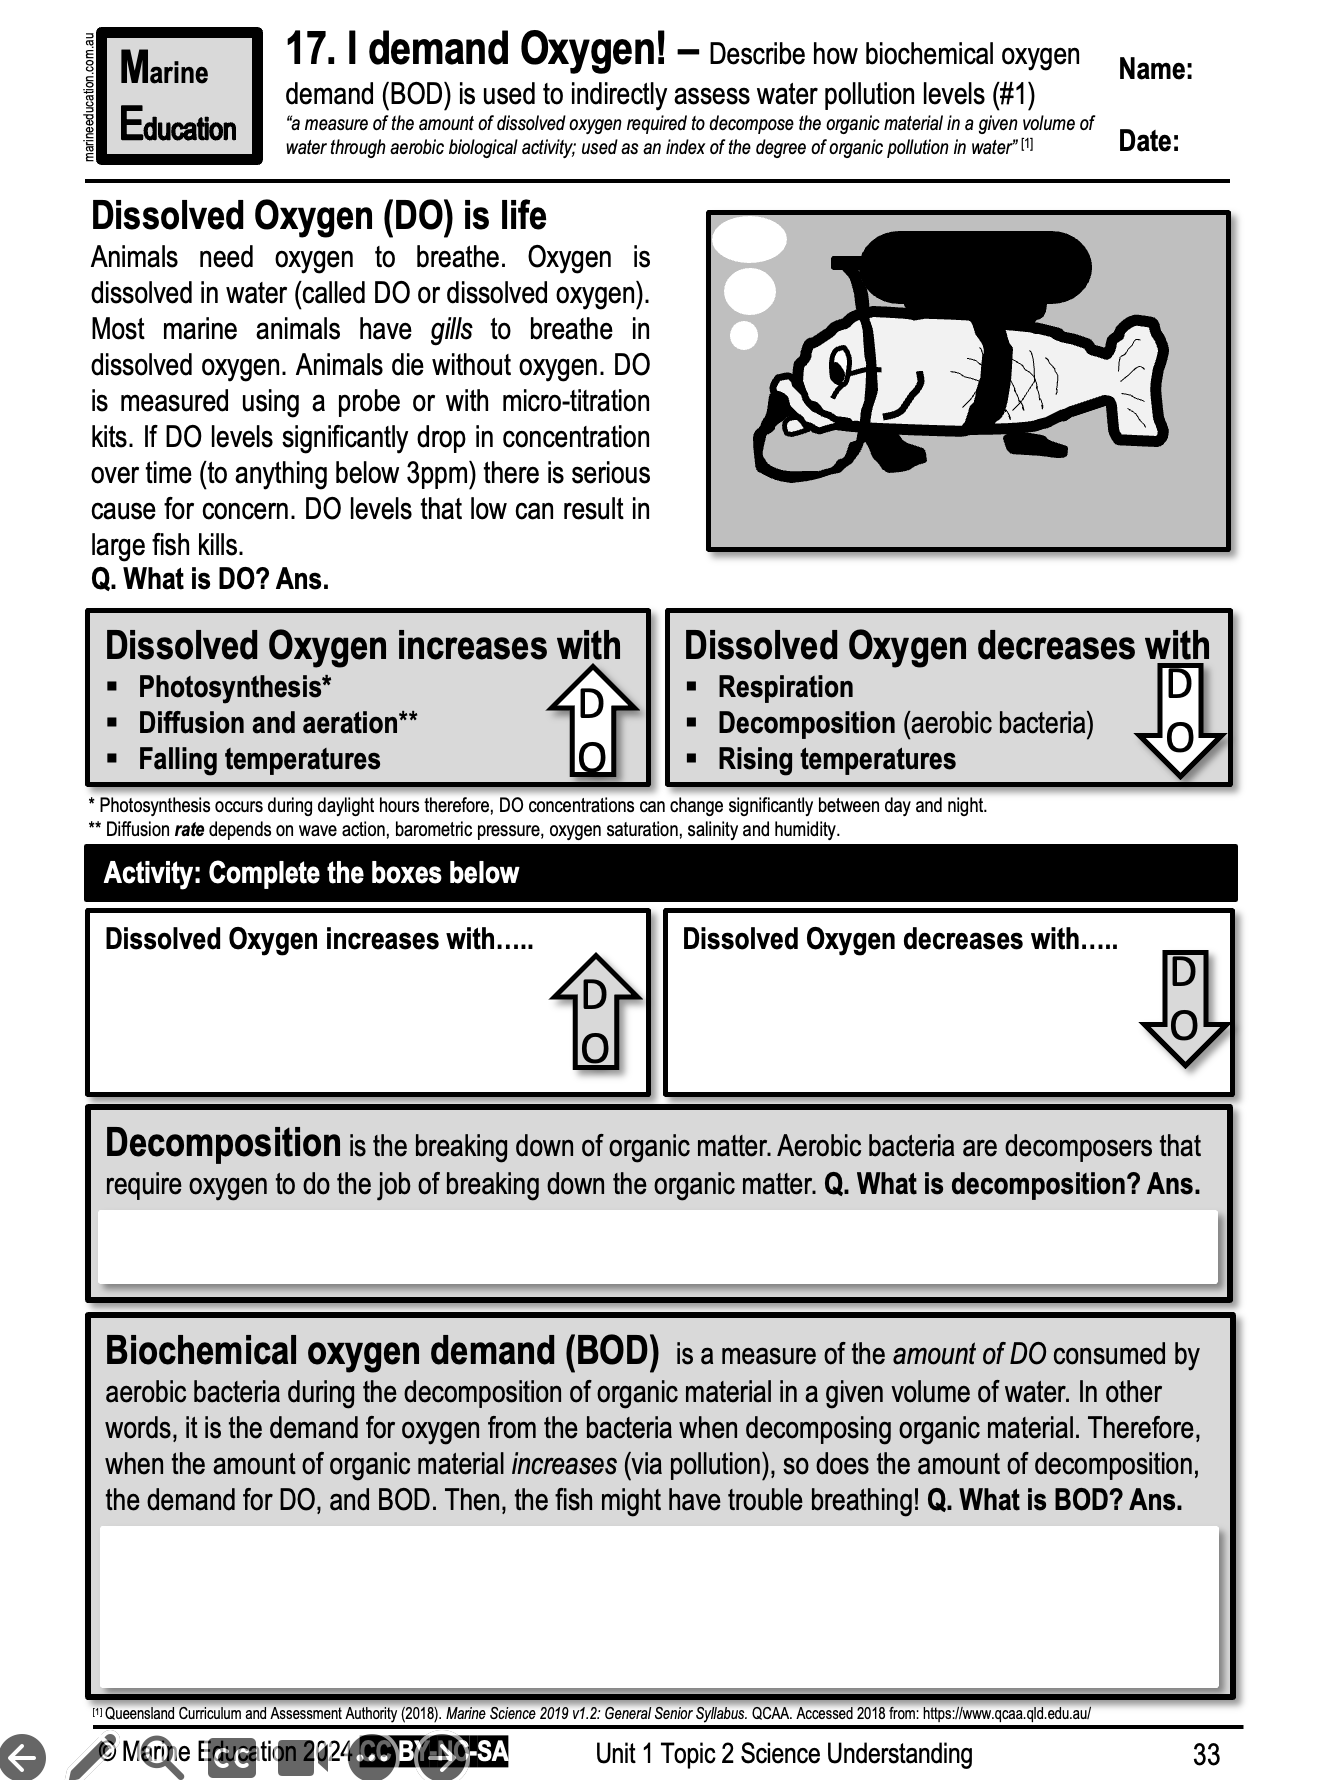 marineeducation.com.au
Marine
Education
17. I demand Oxygen! – Describe how biochemical oxygen
demand (BOD) is used to indirectly assess water pollution levels (#1)
“a measure of the amount of dissolved oxygen required to decompose the organic material in a given volume of
water through aerobic biological activity; used as an index of the degree of organic pollution in water” [1]
Name:
Date:
Dissolved Oxygen (DO) is life
Animals need oxygen to breathe. Oxygen is
dissolved in water (called DO or dissolved oxygen).
Most marine animals have gills to breathe in
dissolved oxygen. Animals die without oxygen. DO
is measured using a probe or with micro-titration
kits. If DO levels significantly drop in concentration
over time (to anything below 3ppm) there is serious
cause for concern. DO levels that low can result in
large fish kills.
Q. What is DO? Ans.
Dissolved Oxygen increases with
▪ Photosynthesis*
▪ Diffusion and aeration**
▪ Falling temperatures
D
O
Dissolved Oxygen decreases with
▪ Respiration
▪ Decomposition (aerobic bacteria)
▪ Rising temperatures
D
O
* Photosynthesis occurs during daylight hours therefore, DO concentrations can change significantly between day and night.
** Diffusion rate depends on wave action, barometric pressure, oxygen saturation, salinity and humidity.
Activity: Complete the boxes below
Dissolved Oxygen increases with…..
D
O
Dissolved Oxygen decreases with…..
D
O
Decomposition is the breaking down of organic matter. Aerobic bacteria are decomposers that
require oxygen to do the job of breaking down the organic matter. Q. What is decomposition? Ans.
Biochemical oxygen demand (BOD) is a measure of the amount of DO consumed by
aerobic bacteria during the decomposition of organic material in a given volume of water. In other
words, it is the demand for oxygen from the bacteria when decomposing organic material. Therefore,
when the amount of organic material increases (via pollution), so does the amount of decomposition,
the demand for DO, and BOD. Then, the fish might have trouble breathing! Q. What is BOD? Ans.
[1] Queensland Curriculum and Assessment Authority (2018). Marine Science 2019 v1.2: General Senior Syllabus. QCAA. Accessed 2018 from: https://www.qcaa.qld.edu.au/
© Marine Education 2024 CC BY-NC-SA
CC
Unit 1 Topic 2 Science Understanding
33